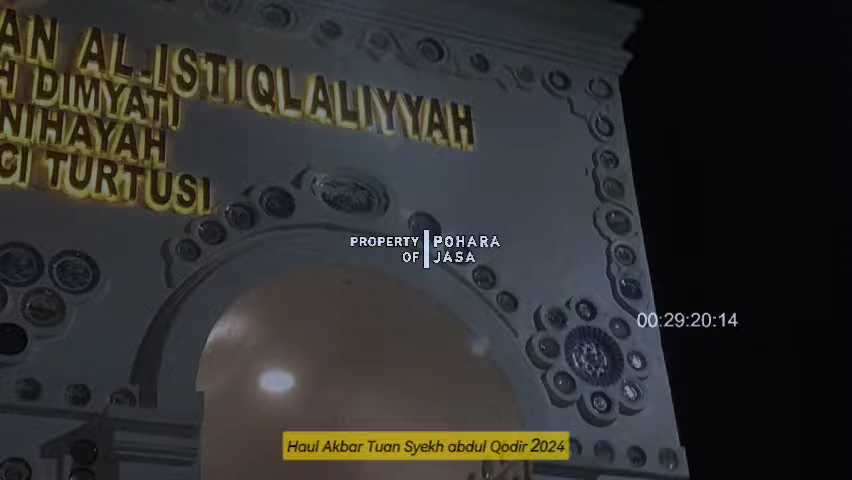 AN AL-ISTIQLALIYYAH
H DIMYATI
NIHAYAH
CI TURTUSI
PROPERTY OF
POHARA JASA
00:29:20:14
Haul Akbar Tuan Syekh abdul Qodir 2024